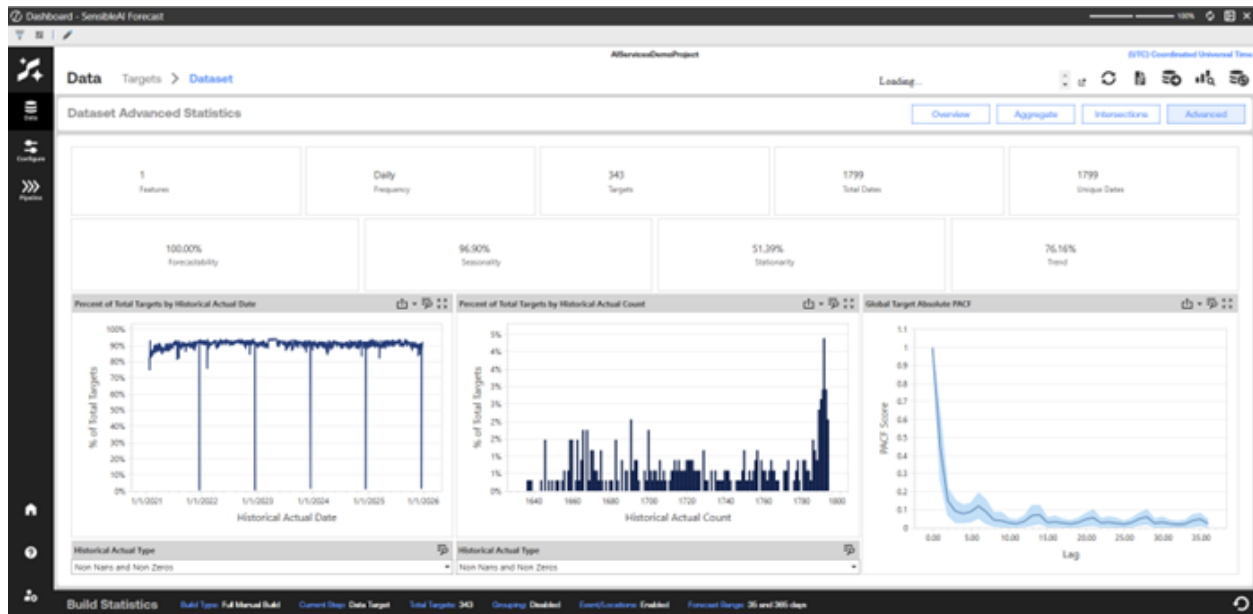 Dashboard - SensibleAI Forecast
100%
AIServicesDemoProject
(UTC) Coordinated Universal Time
Data Targets > Dataset
Loading...
Data
Configure
Pipeline
Dataset Advanced Statistics
Overview Aggregate Intersections Advanced
1 Daily 343 1799 1799
Features Frequency Targets Total Dates Unique Dates
100.00% 96.90% 51.39% 76.16%
Forecastability Seasonality Stationarity Trend
Percent of Total Targets by Historical Actual Date
100%
90%
80%
% of Total Targets
60%
50%
40%
30%
20%
10%
0%
1/1/2021 1/1/2022 1/1/2023 1/1/2024 1/1/2025 1/1/2026
Historical Actual Date
Historical Actual Type
Non Nans and Non Zeros
Percent of Total Targets by Historical Actual Count
5%
4%
4%
3%
% of Total Targets
3%
2%
2%
1%
1%
0%
1640 1660 1680 1700 1720 1740 1760 1780 1800
Historical Actual Count
Historical Actual Type
Non Nans and Non Zeros
Global Target Absolute PACF
1.1
1
0.9
0.8
PACF Score
0.7
0.6
0.5
0.4
0.3
0.2
0.1
0
0.00 5.00 10.00 15.00 20.00 25.00 30.00 35.00
Lag
Build Statistics Build Type: Full Manual Build Current Step: Data Target Total Targets: 343 Grouping: Disabled Event/Locations: Enabled Forecast Range: 35 and 365 days